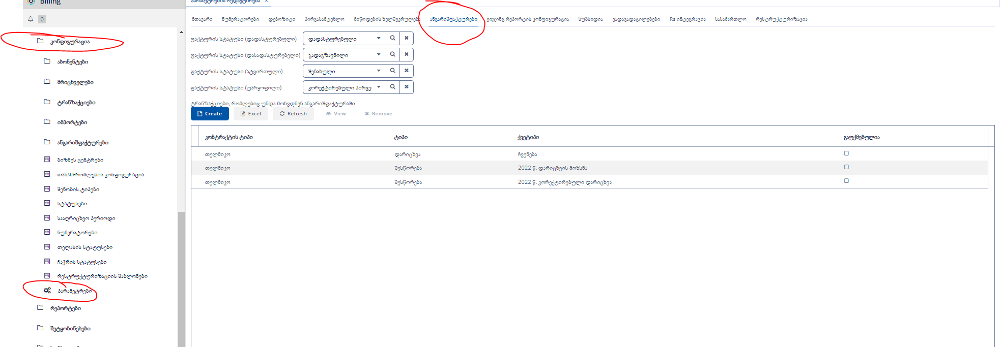 Billing
0
კონფიგურაცია
აბონენტები
მრიცხველები
ტრანზაქციები
იმპორტები
ანგარიშფაქტურები
ბიზნეს ცენტრები
თანამშრომლების კონფიგურაცია
შენობის ტიპები
სტატუსები
სააღრიცხვო პერიოდი
ნუმერატორები
თელასის სტატუსები
ჩაჭრის სტატუსები
რესტრუქტურიზაციის შაბლონები
პარამეტრები
რეპორტები
შეტყობინებები
პარამეტრების რედაქტირება ×
მთავარი ნუმერატორები დეპოზიტი პირგასამტეხლო მიწოდების ხელშეკრულება ანგარიშფაქტურები ეიჯინგ რეპორტის კონფიგურაცია სუბსიდია ვადაგადაცილებები Rs ინტეგრაცია სასამართლო რესტრუქტურიზაცია
ფაქტურის სტატუსი (დადასტურებული) დადასტურებული
ფაქტურის სტატუსი (დასადასტურებელი) გადაგზავნილი
ფაქტურის სტატუსი (ატვირთული) შენახული
ფაქტურის სტატუსი (უარყოფილი) კორექტირებული პირვე
ტრანზაქციები, რომლებიც უნდა მოხვდნენ ანგარიშფაქტურაში
Create Excel Refresh View Remove
კონტრაქტის ტიპი ტიპი ქვეტიპი გაუქმებულია
თელმიკო დარიცხვა ჩვენება
თელმიკო შესწორება 2022 წ. დარიცხვის მოხსნა
თელმიკო შესწორება 2022 წ. კორექტირებული დარიცხვა